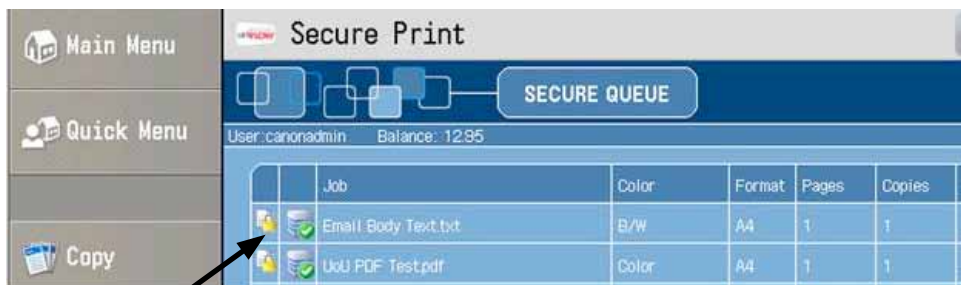 Main Menu
Secure Print
SECURE QUEUE
Quick Menu
User:canonadmin Balance: 12.95
Job Color Format Pages Copies
Email Body Text.txt B/W A4 1 1
UoU PDF Test.pdf Color A4 1 1
Copy